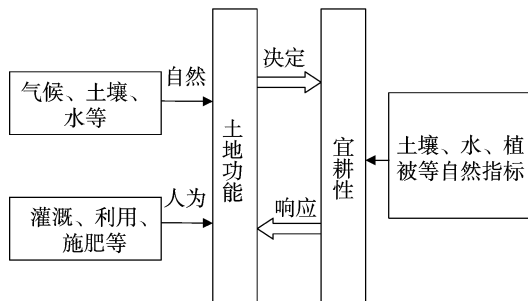 气候、土壤、
水等
自然
灌溉、利用、
施肥等
人为
土地功能
决定
响应
宜耕性
土壤、水、植
被等自然指标